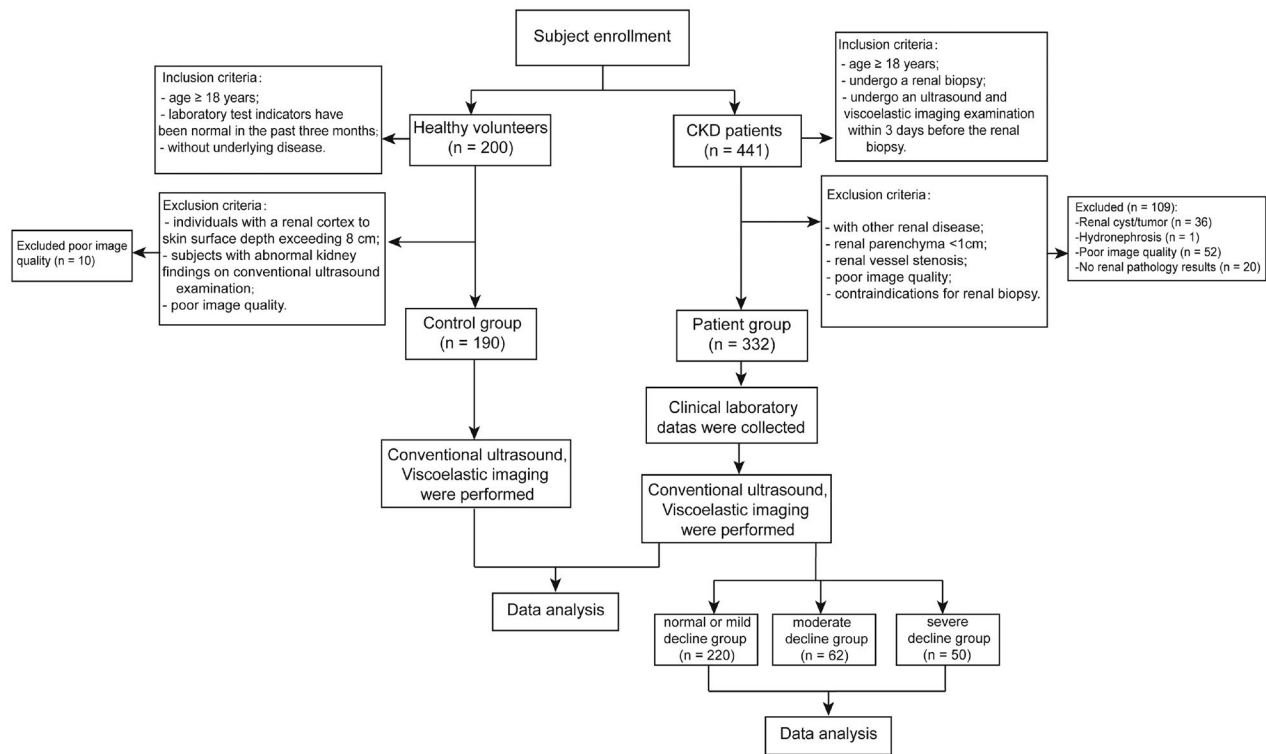 Subject enrollment
Inclusion criteria:
- age ≥ 18 years;
- laboratory test indicators have
been normal in the past three months;
- without underlying disease.
Healthy volunteers
(n = 200)
CKD patients
(n = 441)
Inclusion criteria:
- age ≥ 18 years;
- undergo a renal biopsy;
- undergo an ultrasound and
viscoelastic imaging examination
within 3 days before the renal
biopsy.
Excluded poor image
quality (n = 10)
Exclusion criteria:
- individuals with a renal cortex to
skin surface depth exceeding 8 cm;
- subjects with abnormal kidney
findings on conventional ultrasound
examination;
- poor image quality.
Exclusion criteria:
- with other renal disease;
- renal parenchyma <1cm;
- renal vessel stenosis;
- poor image quality;
- contraindications for renal biopsy.
Excluded (n = 109):
-Renal cyst/tumor (n = 36)
-Hydronephrosis (n = 1)
-Poor image quality (n = 52)
-No renal pathology results (n = 20)
Control group
(n = 190)
Patient group
(n = 332)
Clinical laboratory
datas were collected
Conventional ultrasound,
Viscoelastic imaging
were performed
Conventional ultrasound,
Viscoelastic imaging
were performed
Data analysis
normal or mild
decline group
(n = 220)
moderate
decline group
(n = 62)
severe
decline group
(n = 50)
Data analysis